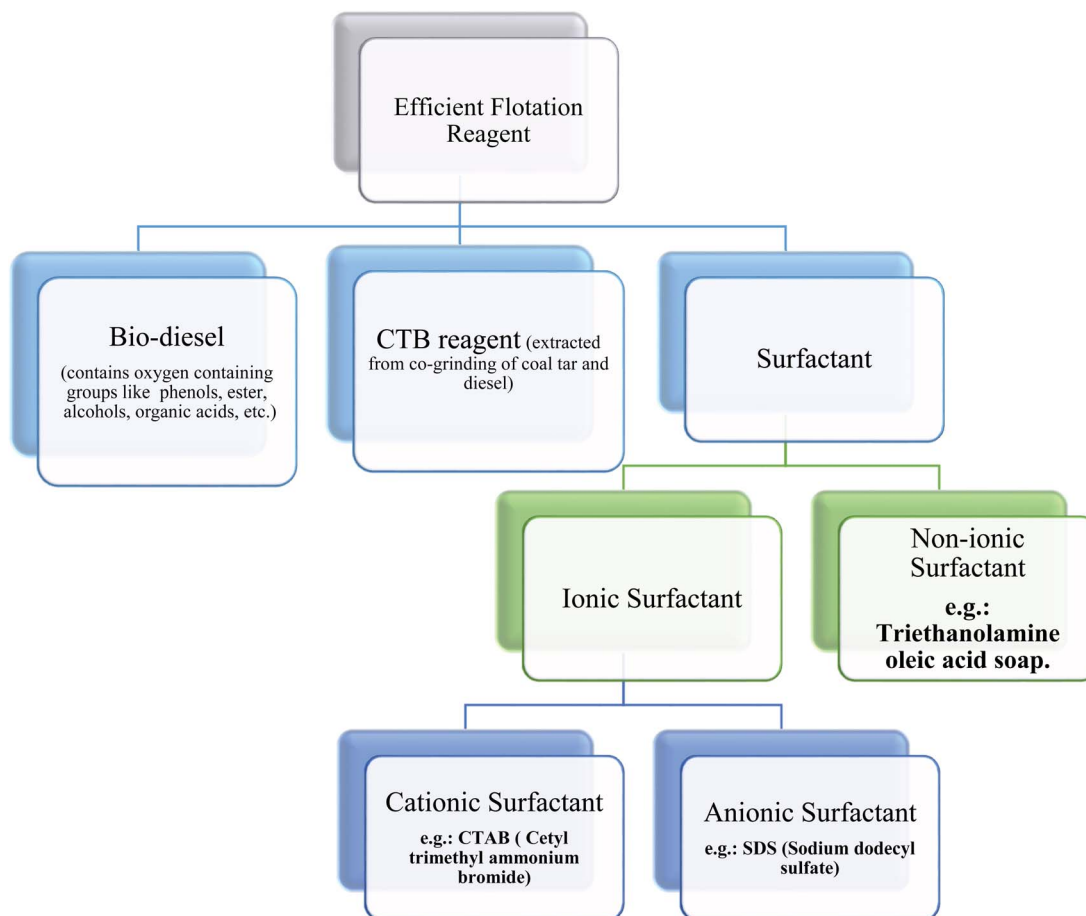 Efficient Flotation
Reagent
Bio-diesel
(contains oxygen containing
groups like phenols, ester,
alcohols, organic acids, etc.)
CTB reagent (extracted
from co-grinding of coal tar and
diesel)
Surfactant
Ionic Surfactant
Non-ionic
Surfactant
e.g.:
Triethanolamine
oleic acid soap.
Cationic Surfactant
e.g.: CTAB ( Cetyl
trimethyl ammonium
bromide)
Anionic Surfactant
e.g.: SDS (Sodium dodecyl
sulfate)